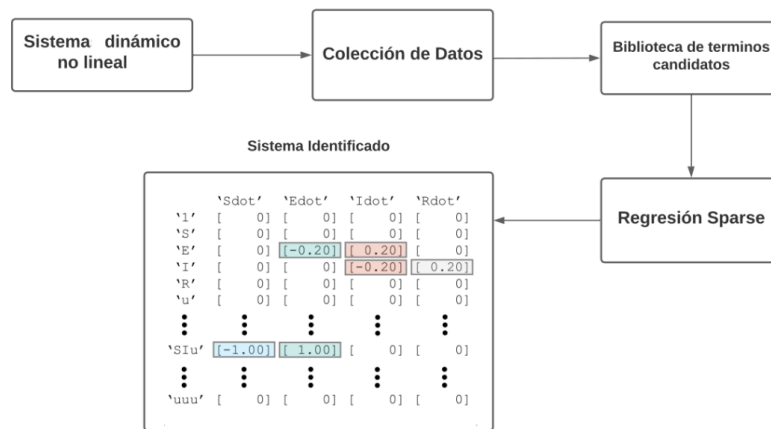 Sistema dinámico
no lineal
Colección de Datos
Biblioteca de terminos
candidatos
Regresión Sparse
Sistema Identificado
'Sdot' 'Edot' 'Idot' 'Rdot'
'1' [ 0] [ 0] [ 0] [ 0]
'S' [ 0] [ 0] [ 0] [ 0]
'E' [ 0] [-0.20] [ 0.20] [ 0]
'I' [ 0] [ 0] [-0.20] [ 0.20]
'R' [ 0] [ 0] [ 0] [ 0]
'u' [ 0] [ 0] [ 0] [ 0]
'SIu' [-1.00] [ 1.00] [ 0] [ 0]
'uuu' [ 0] [ 0] [ 0] [ 0]